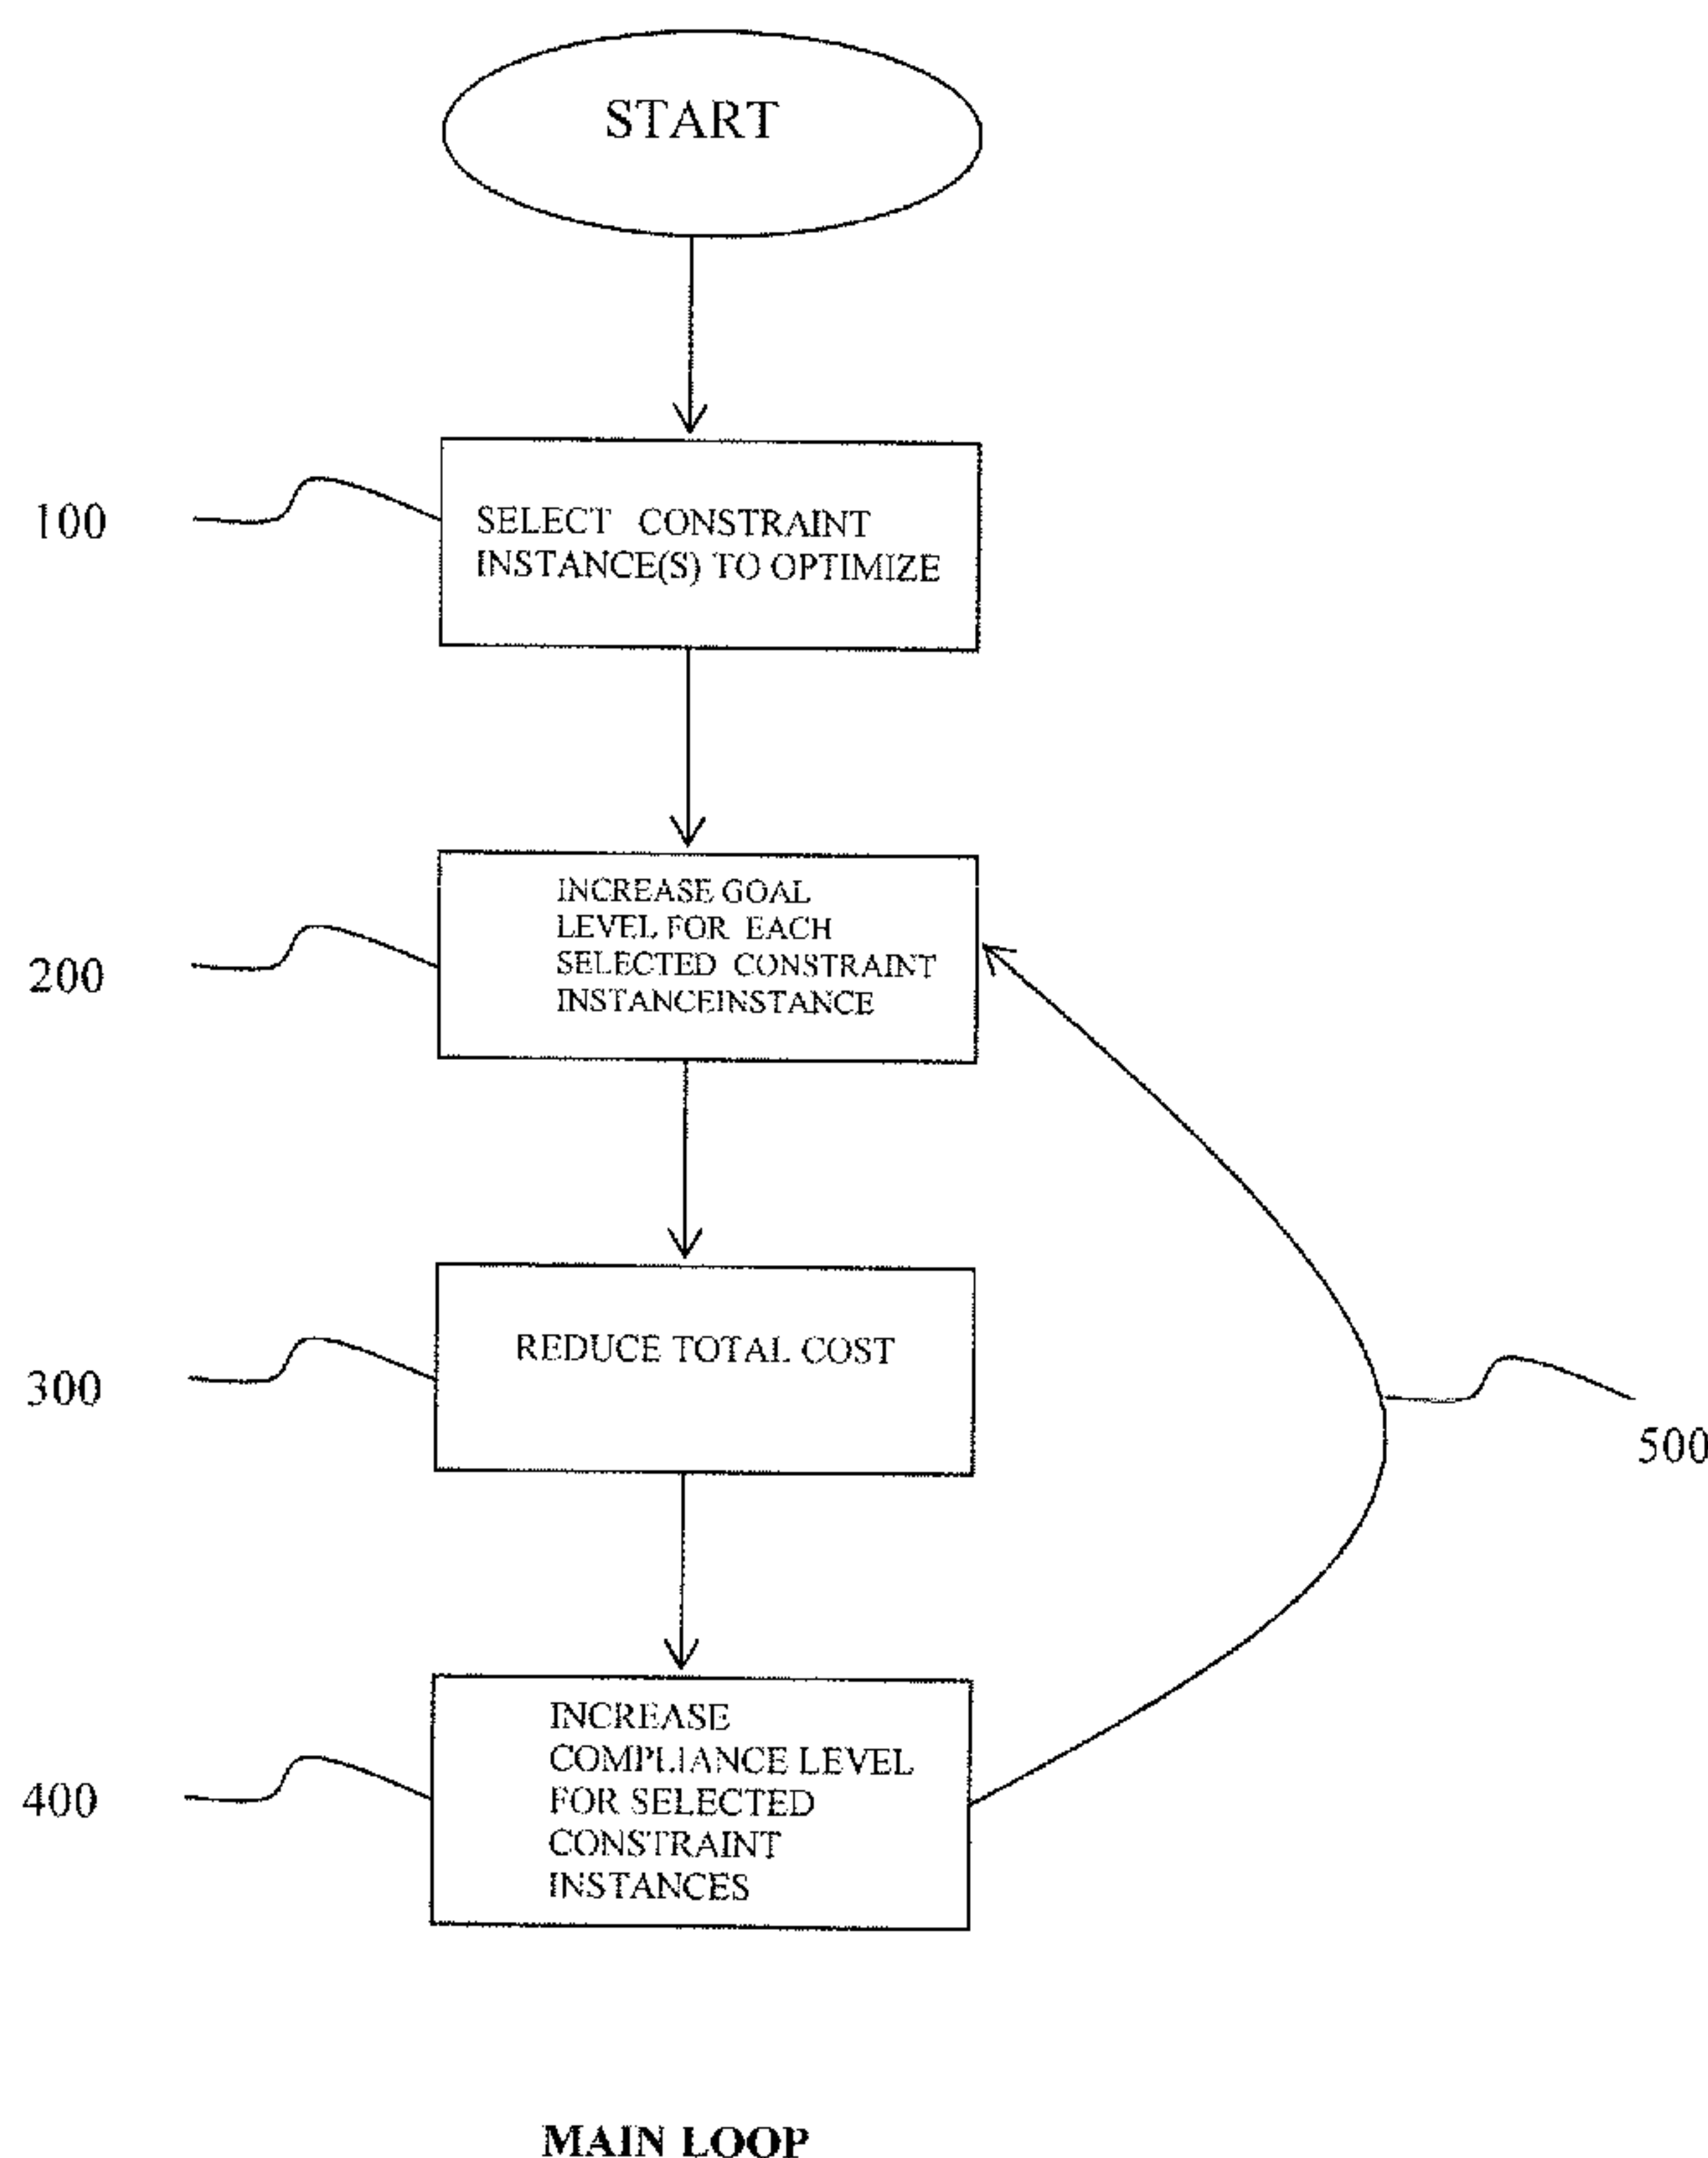 START
100
SELECT CONSTRAINT
INSTANCE(S) TO OPTIMIZE
INCREASE GOAL
LEVEL FOR EACH
SELECTED CONSTRAINT
INSTANCEINSTANCE
200
REDUCE TOTAL COST
300
500
INCREASE
COMPLIANCE LEVEL
FOR SELECTED
CONSTRAINT
INSTANCES
400
MAIN LOOP